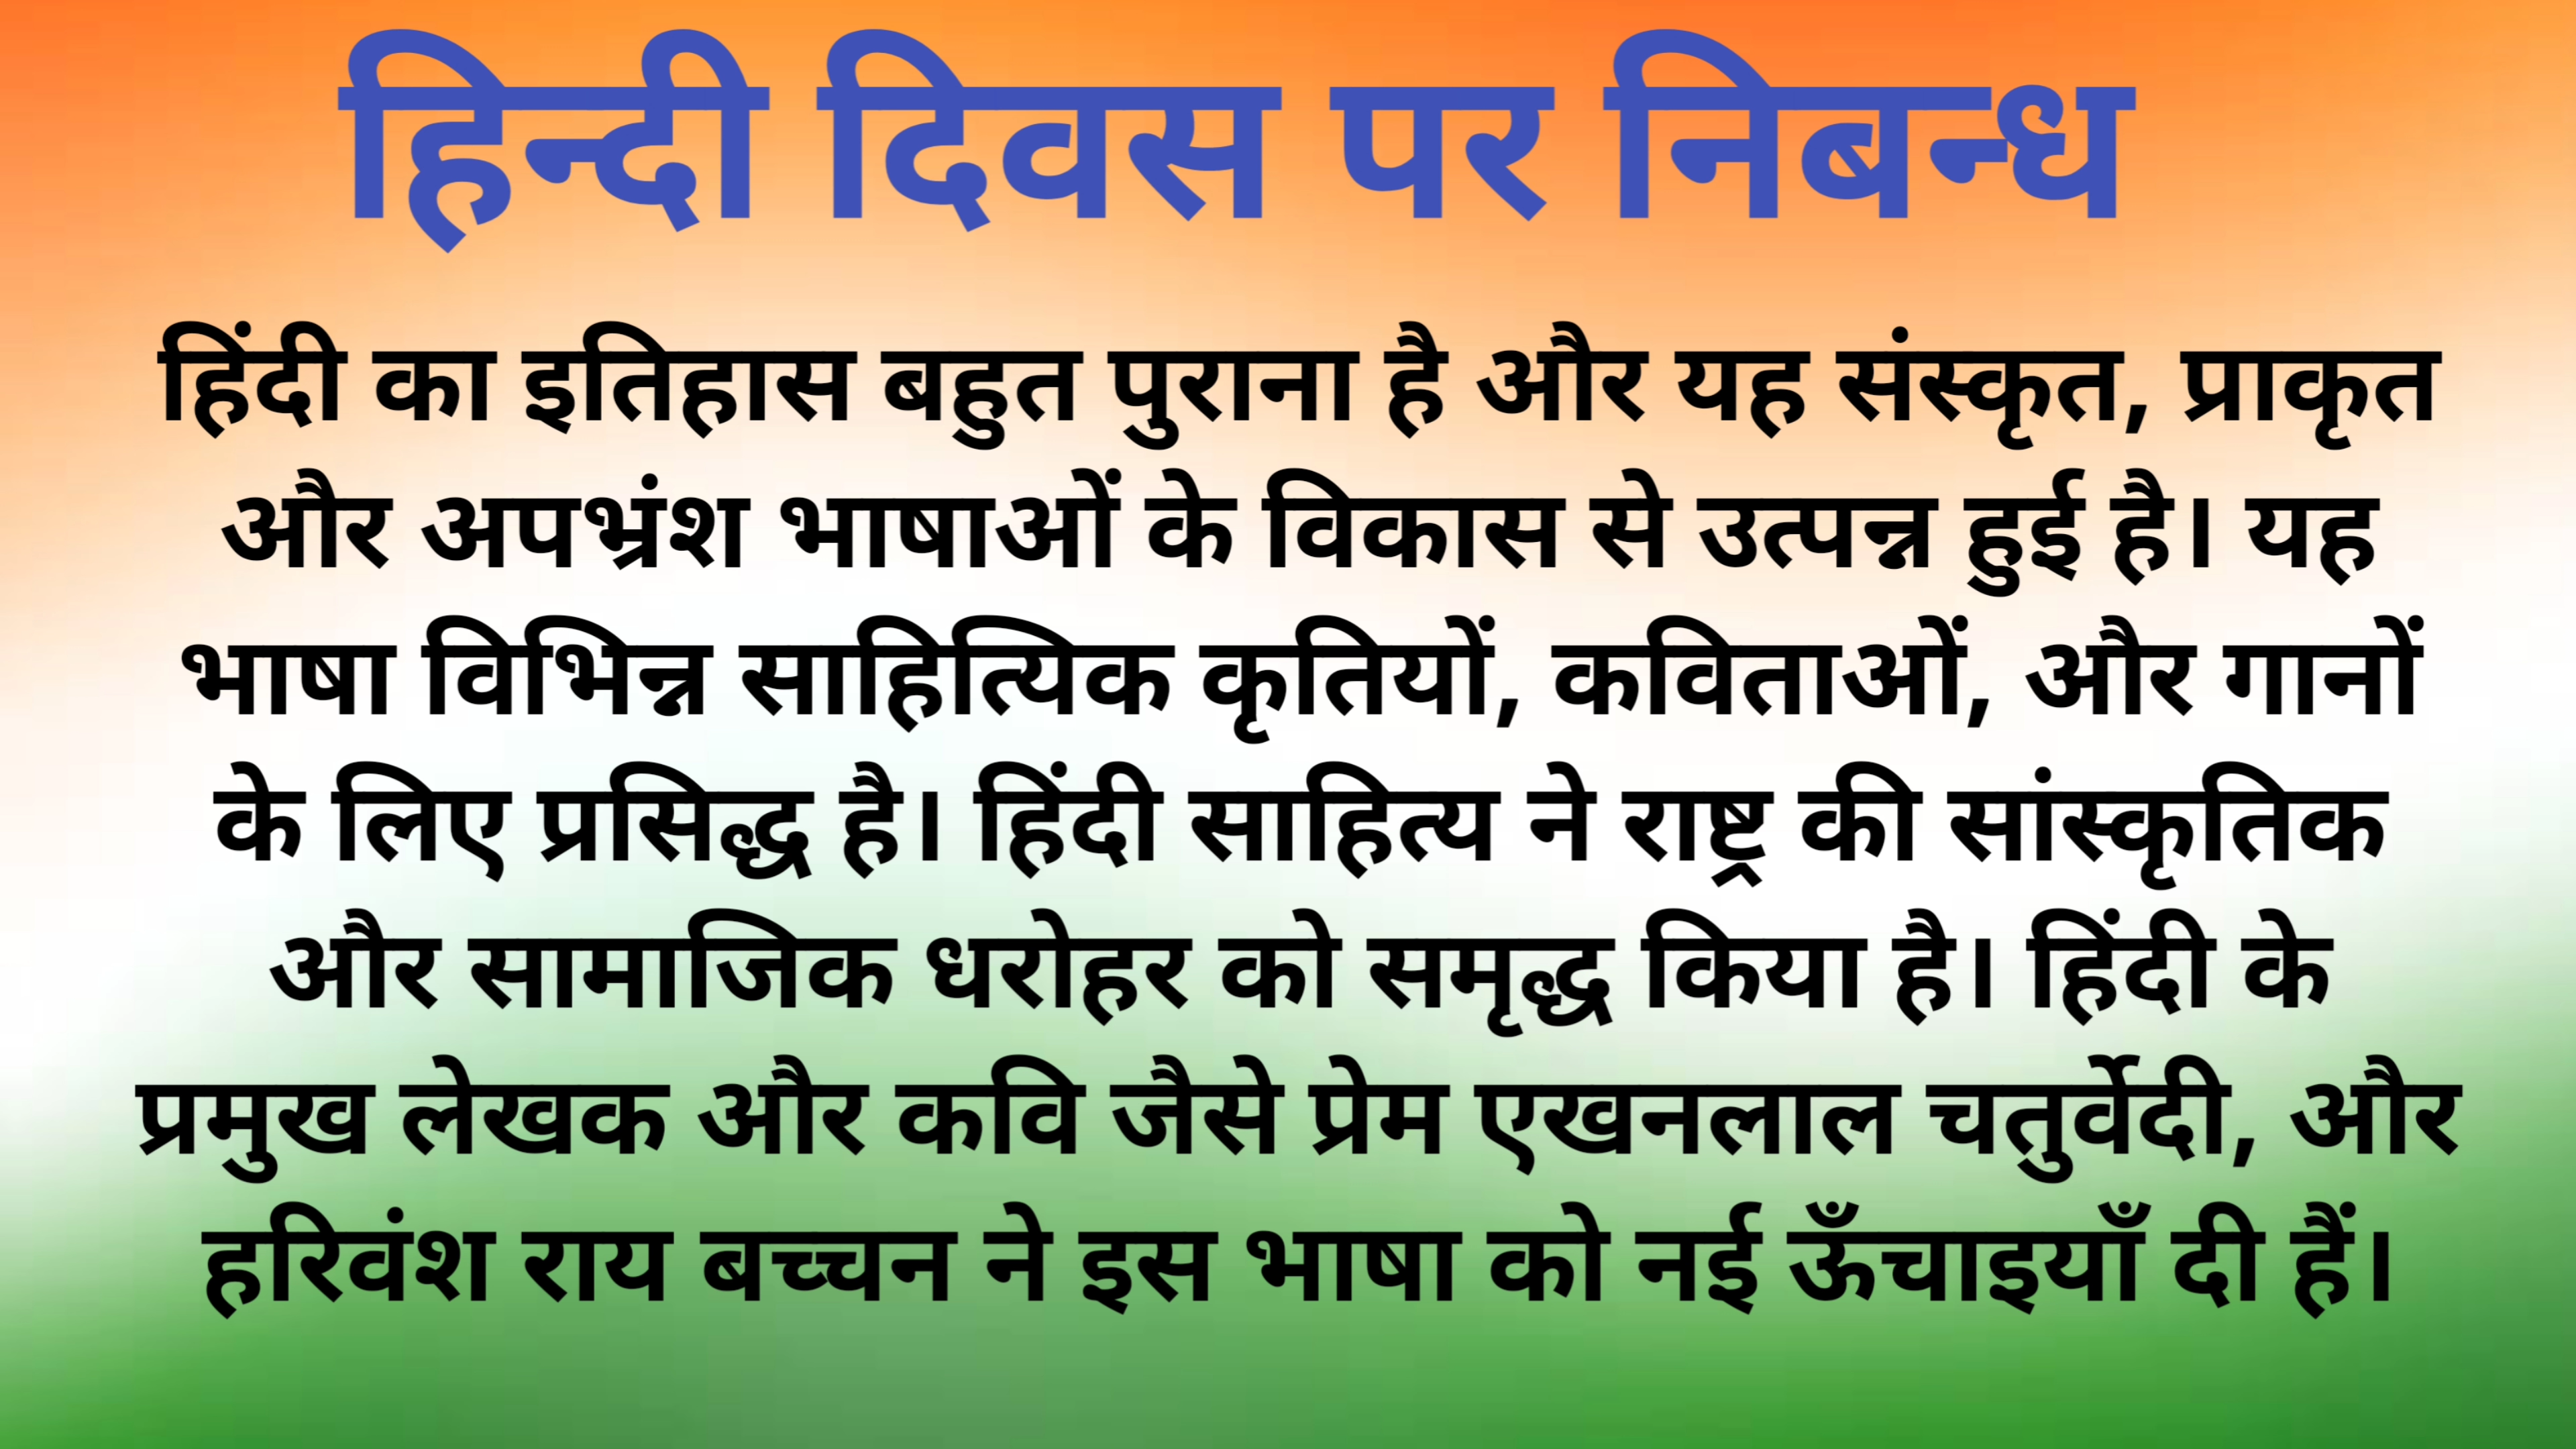 हिन्दी दिवस पर निबन्ध
हिंदी का इतिहास बहुत पुराना है और यह संस्कृत, प्राकृत
और अपभ्रंश भाषाओं के विकास से उत्पन्न हुई है। यह
भाषा विभिन्न साहित्यिक कृतियों, कविताओं, और गानों
के लिए प्रसिद्ध है। हिंदी साहित्य ने राष्ट्र की सांस्कृतिक
और सामाजिक धरोहर को समृद्ध किया है। हिंदी के
प्रमुख लेखक और कवि जैसे प्रेम एखनलाल चतुर्वेदी, और
हरिवंश राय बच्चन ने इस भाषा को नई ऊँचाइयाँ दी हैं।